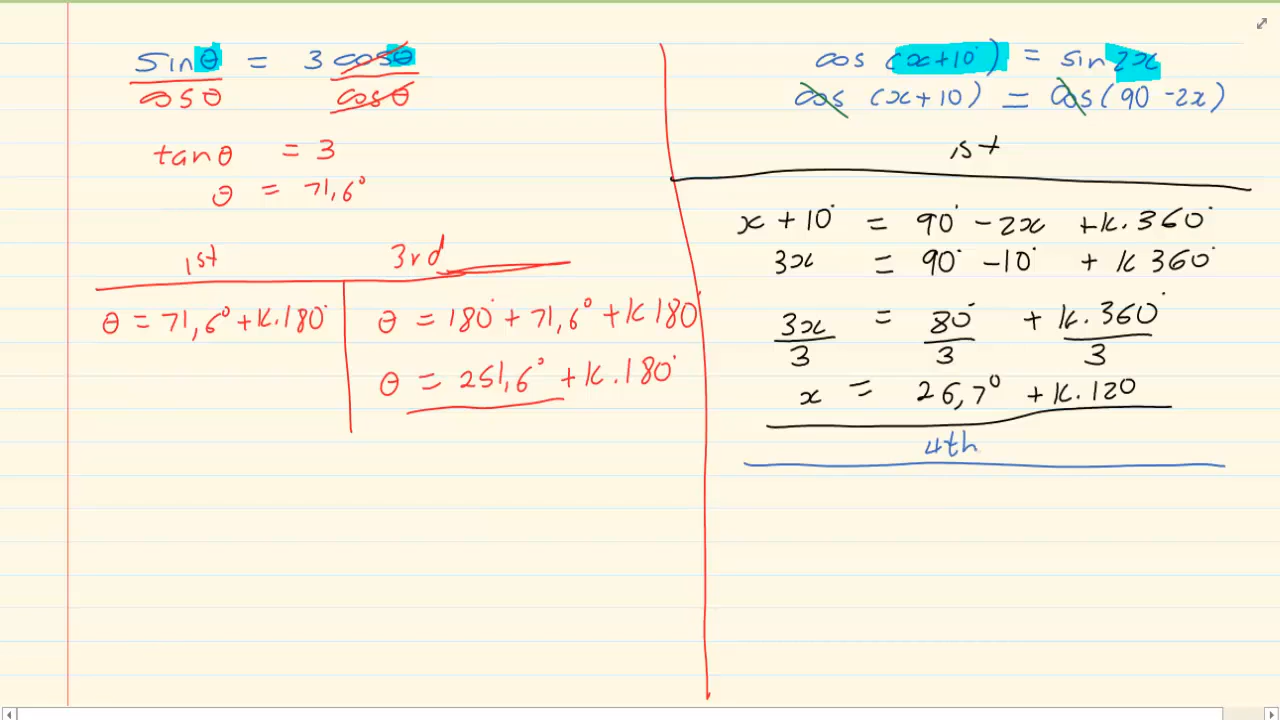 sinθ = 3 cosθ
cosθ cosθ
tanθ = 3
θ = 71,6°
1st
3rd
θ = 71,6° + k.180°
θ = 180° + 71,6° + k 180°
θ = 251,6° + k.180°
cos (x+10°) = sin 2x
cos (x+10) = cos(90 -2x)
1st
x + 10° = 90° - 2x + k.360°
3x = 90° - 10° + k 360°
3x = 80° + k.360°
3 3 3
x = 26,7° + k.120
4th